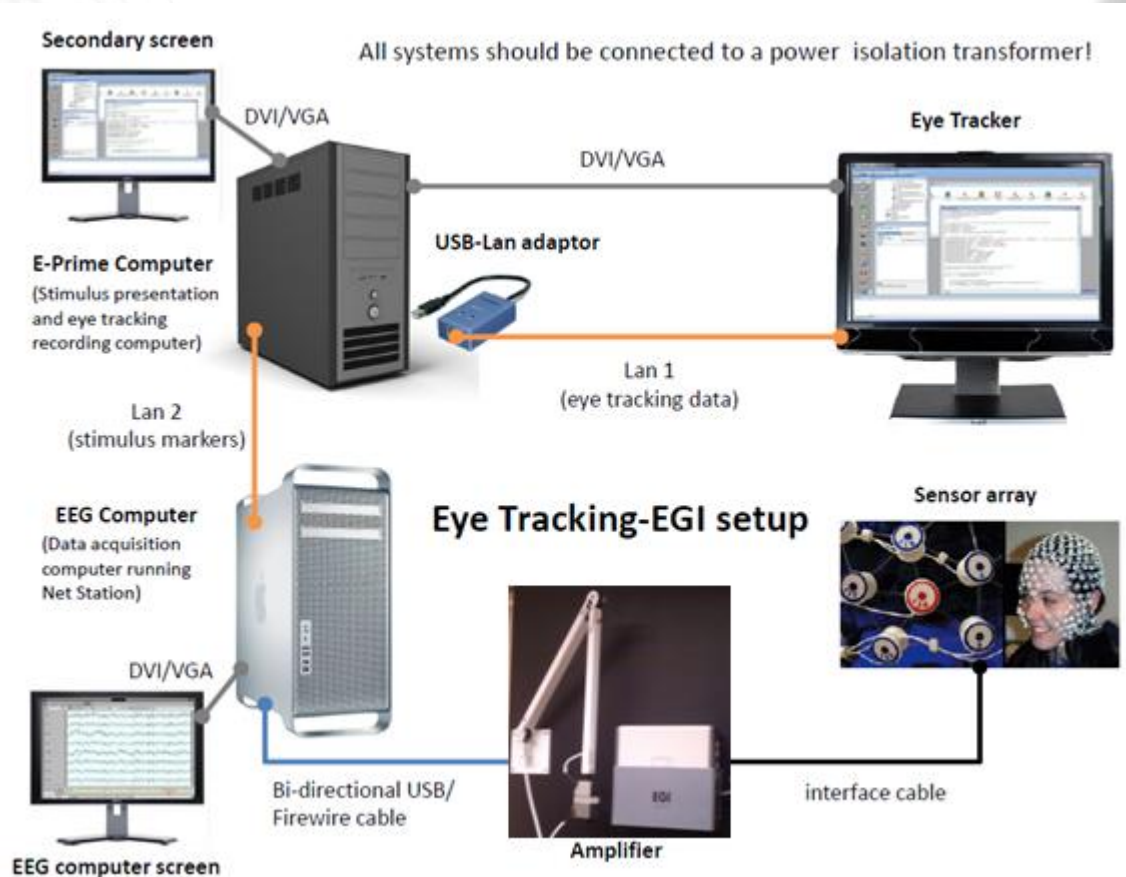 Secondary screen
All systems should be connected to a power isolation transformer!
DVI/VGA
Eye Tracker
DVI/VGA
USB-Lan adaptor
E-Prime Computer
(Stimulus presentation
and eye tracking
recording computer)
Lan 1
(eye tracking data)
Lan 2
(stimulus markers)
Eye Tracking-EGI setup
Sensor array
EEG Computer
(Data acquisition
computer running
Net Station)
DVI/VGA
Bi-directional USB/
Firewire cable
EGI
interface cable
Amplifier
EEG computer screen